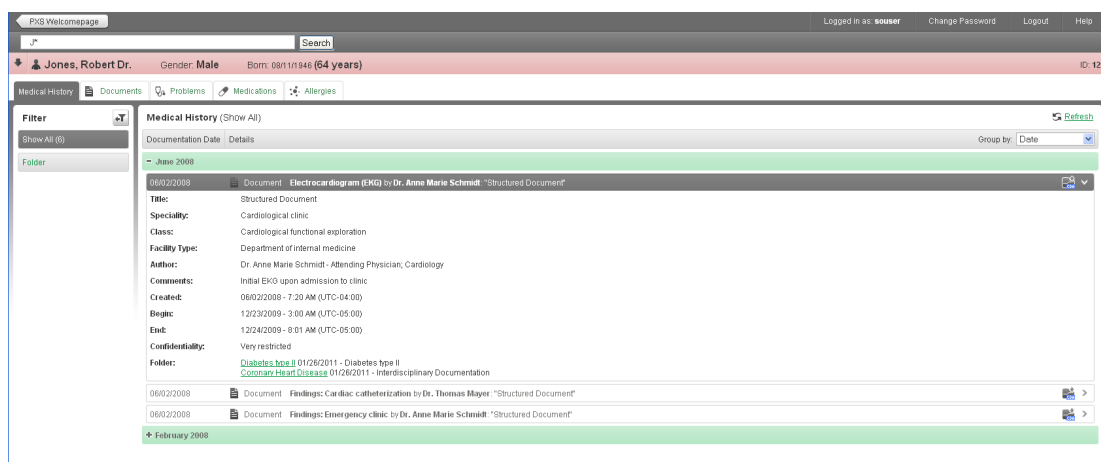 PXS Welcomepage
Logged in as: souser Change Password Logout Help
J* Search
Jones, Robert Dr. Gender: Male Born: 08/11/1946 (64 years) ID: 12
Medical History Documents Problems Medications Allergies
Filter
Show All (6)
Folder
Medical History (Show All) Refresh
Documentation Date Details Group by: Date
- June 2008
06/02/2008 Document Electrocardiogram (EKG) by Dr. Anne Marie Schmidt: "Structured Document"
Title: Structured Document
Speciality: Cardiological clinic
Class: Cardiological functional exploration
Facility Type: Department of internal medicine
Author: Dr. Anne Marie Schmidt - Attending Physician; Cardiology
Comments: Initial EKG upon admission to clinic
Created: 06/02/2008 - 7:20 AM (UTC-04:00)
Begin: 12/23/2009 - 3:00 AM (UTC-05:00)
End: 12/24/2009 - 8:01 AM (UTC-05:00)
Confidentiality: Very restricted
Folder: Diabetes type II 01/26/2011 - Diabetes type II
Coronary Heart Disease 01/26/2011 - Interdisciplinary Documentation
06/02/2008 Document Findings: Cardiac catheterization by Dr. Thomas Mayer: "Structured Document"
06/02/2008 Document Findings: Emergency clinic by Dr. Anne Marie Schmidt: "Structured Document"
+ February 2008